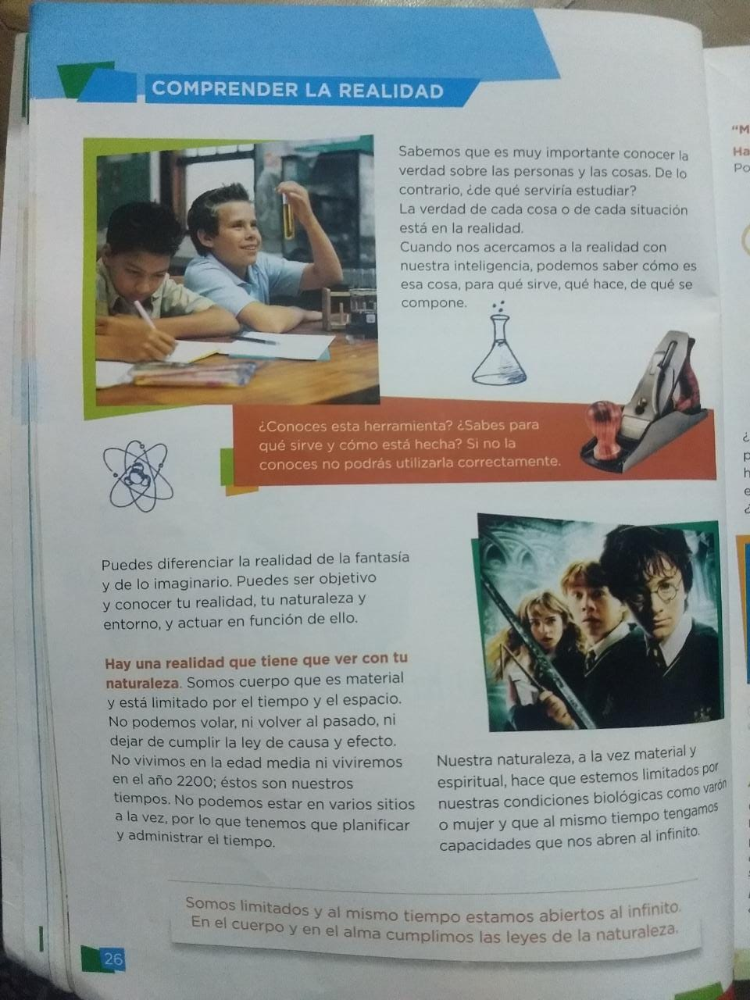 COMPRENDER LA REALIDAD
Sabemos que es muy importante conocer la
verdad sobre las personas y las cosas. De lo
contrario, ¿de qué serviría estudiar?
La verdad de cada cosa o de cada situación
está en la realidad.
Cuando nos acercamos a la realidad con
nuestra inteligencia, podemos saber cómo es
esa cosa, para qué sirve, qué hace, de qué se
compone.
¿Conoces esta herramienta? ¿Sabes para
qué sirve y cómo está hecha? Si no la
conoces no podrás utilizarla correctamente.
Puedes diferenciar la realidad de la fantasía
y de lo imaginario. Puedes ser objetivo
y conocer tu realidad, tu naturaleza y
entorno, y actuar en función de ello.
Hay una realidad que tiene que ver con tu
naturaleza. Somos cuerpo que es material
y está limitado por el tiempo y el espacio.
No podemos volar, ni volver al pasado, ni
dejar de cumplir la ley de causa y efecto.
No vivimos en la edad media ni viviremos
en el año 2200; éstos son nuestros
tiempos. No podemos estar en varios sitios
a la vez, por lo que tenemos que planificar
y administrar el tiempo.
Nuestra naturaleza, a la vez material y
espiritual, hace que estemos limitados por
nuestras condiciones biológicas como varón
o mujer y que al mismo tiempo tengamos
capacidades que nos abren al infinito.
Somos limitados y al mismo tiempo estamos abiertos al infinito.
En el cuerpo y en el alma cumplimos las leyes de la naturaleza.
26
"M
Ha
Po